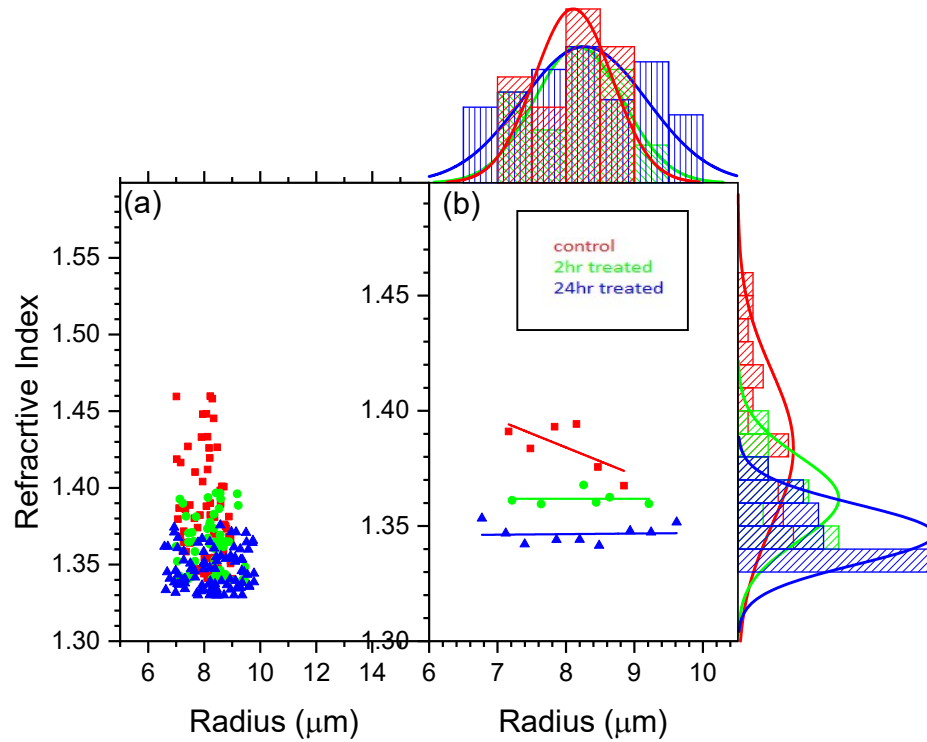 (a)
(b)
control
2hr treated
24hr treated
Refracrtive Index
1.55
1.50
1.45
1.40
1.35
1.30
1.45
1.40
1.35
1.30
6 8 10 12 14
6 7 8 9 10
Radius (μm)
Radius (μm)